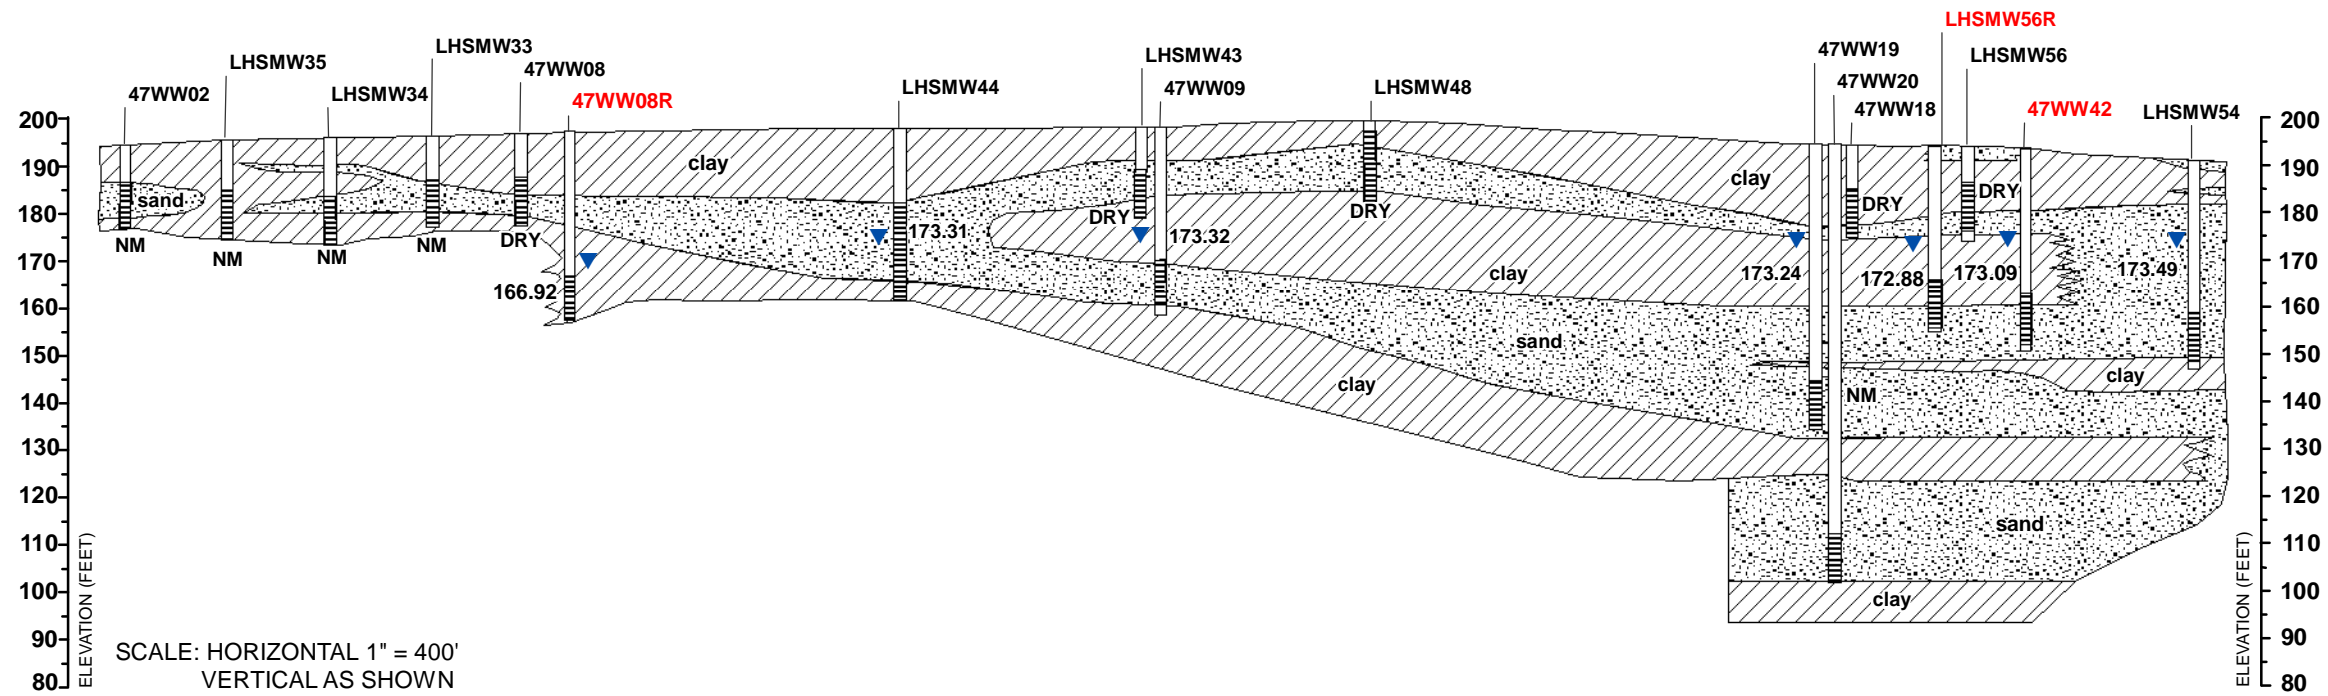 LHSMW56R
LHSMW33
LHSMW43
47WW19
LHSMW56
LHSMW35
47WW08
47WW20
47WW02
LHSMW34
47WW08R
LHSMW44
47WW09
LHSMW48
47WW18
47WW42
LHSMW54
200
200
190
clay
190
clay
180
sand
DRY
DRY
180
DRY
DRY
NM
NM
NM
NM
DRY
173.31
173.32
170
170
clay
173.24
172.88
173.09
173.49
166.92
160
160
sand
150
150
clay
clay
140
NM
140
130
130
120
120
sand
110
110
100
clay
100
90
90
80
80
ELEVATION (FEET)
ELEVATION (FEET)
SCALE: HORIZONTAL 1" = 400'
VERTICAL AS SHOWN